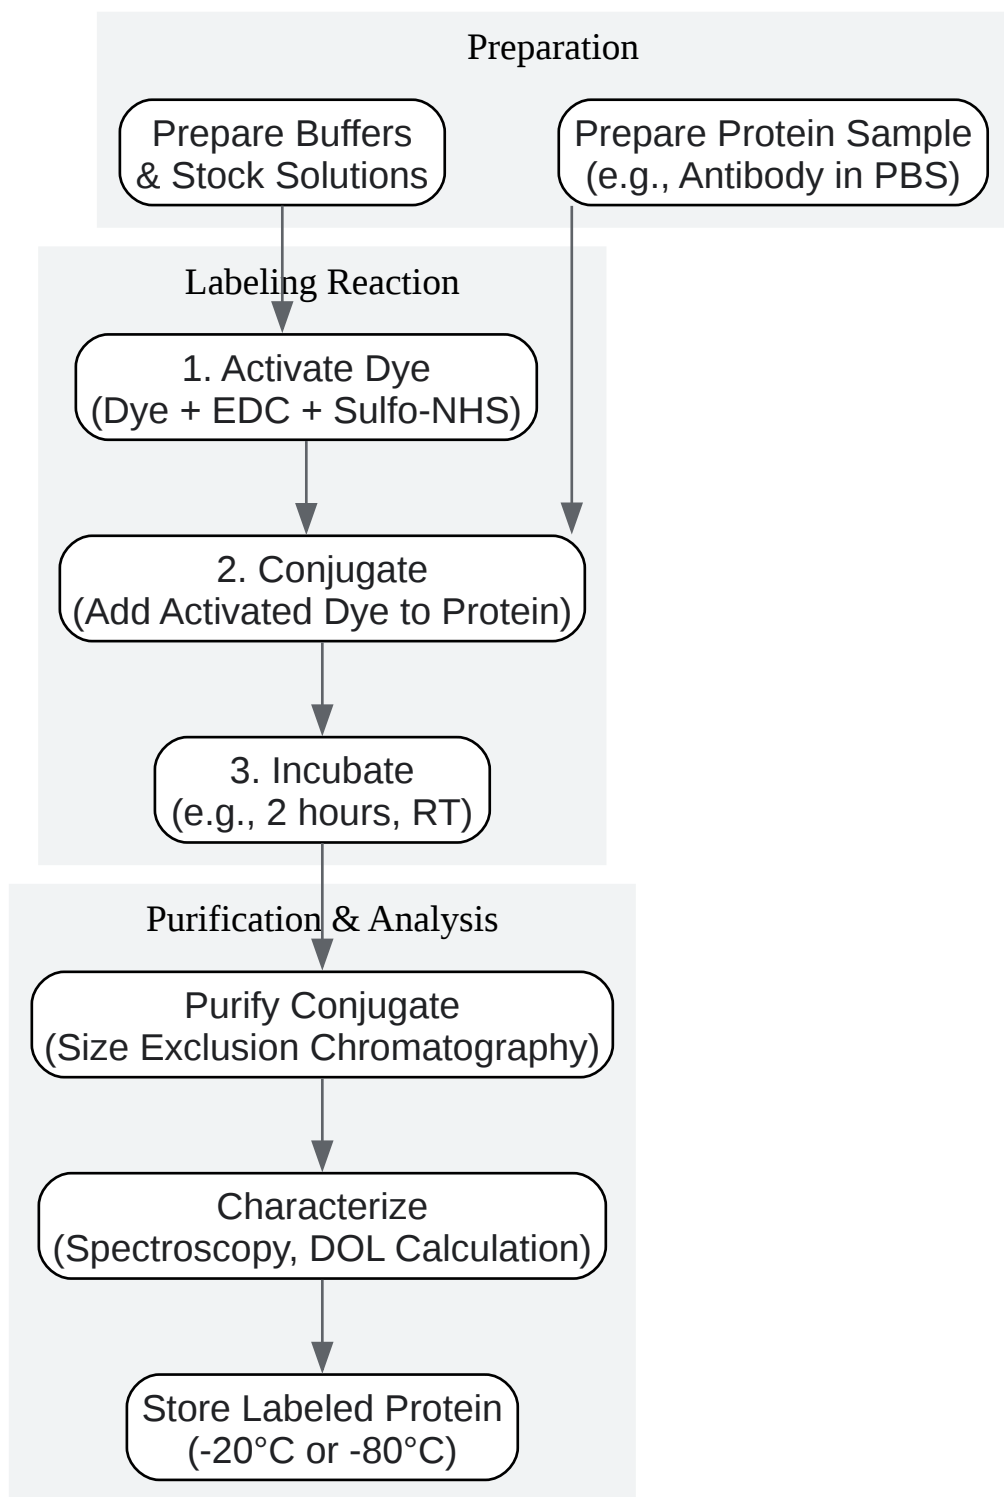 Preparation
Prepare Buffers
& Stock Solutions
Prepare Protein Sample
(e.g., Antibody in PBS)
Labeling Reaction
1. Activate Dye
(Dye + EDC + Sulfo-NHS)
2. Conjugate
(Add Activated Dye to Protein)
3. Incubate
(e.g., 2 hours, RT)
Purification & Analysis
Purify Conjugate
(Size Exclusion Chromatography)
Characterize
(Spectroscopy, DOL Calculation)
Store Labeled Protein
(-20°C or -80°C)